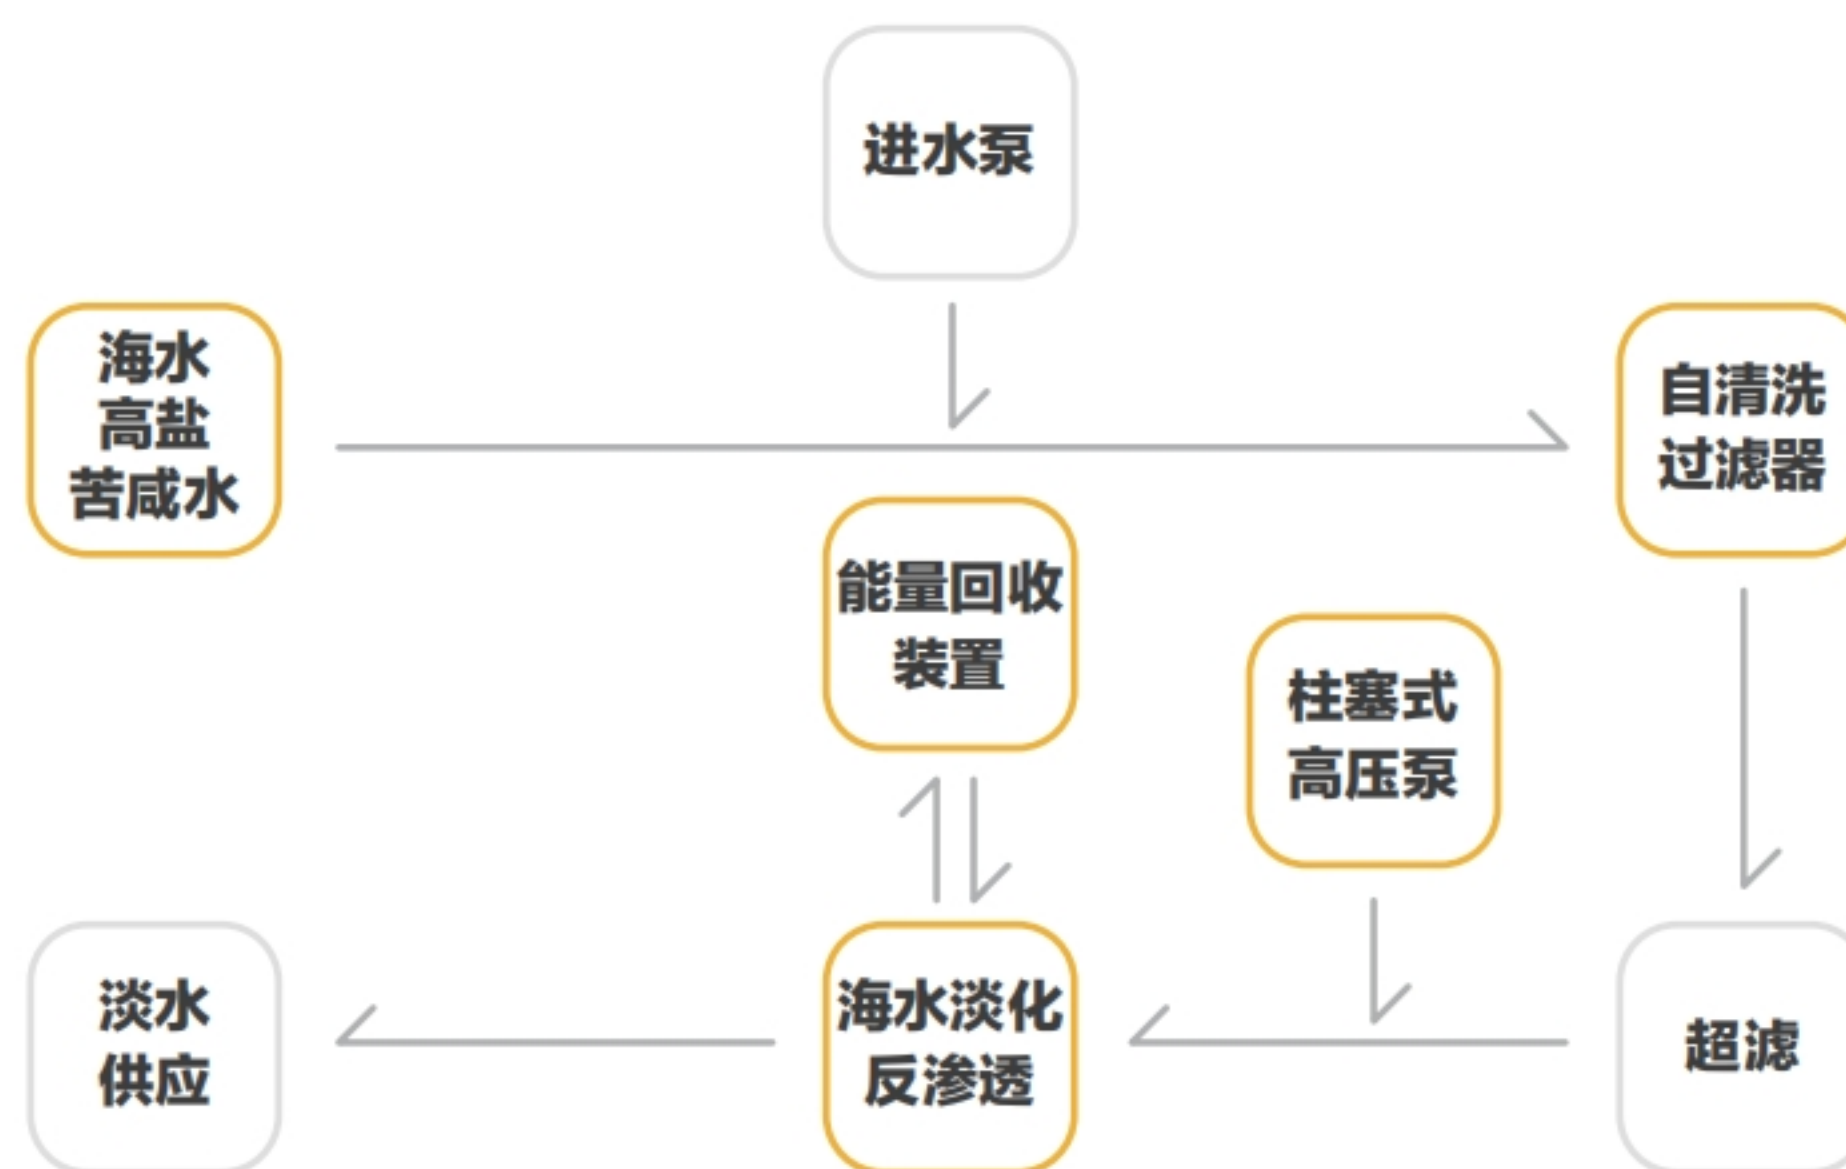 进水泵
海水
高盐
苦咸水
自清洗
过滤器
能量回收
装置
柱塞式
高压泵
淡水
供应
海水淡化
反渗透
超滤